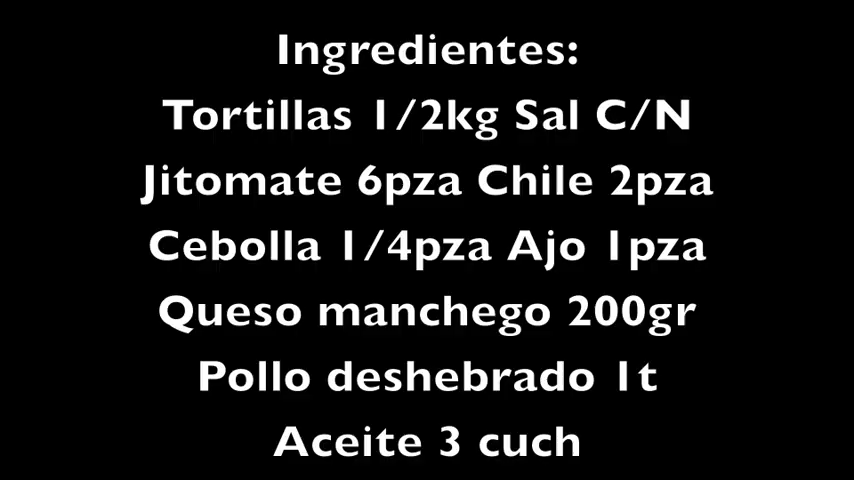 Ingredientes:
Tortillas 1/2kg Sal C/N
Jitomate 6pza Chile 2pza
Cebolla 1/4pza Ajo 1pza
Queso manchego 200gr
Pollo deshebrado 1t
Aceite 3 cuch